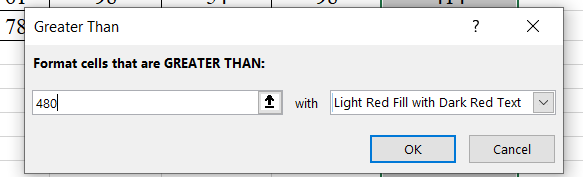 Greater Than ?
78
Format cells that are GREATER THAN:
480 with Light Red Fill with Dark Red Text
OK Cancel